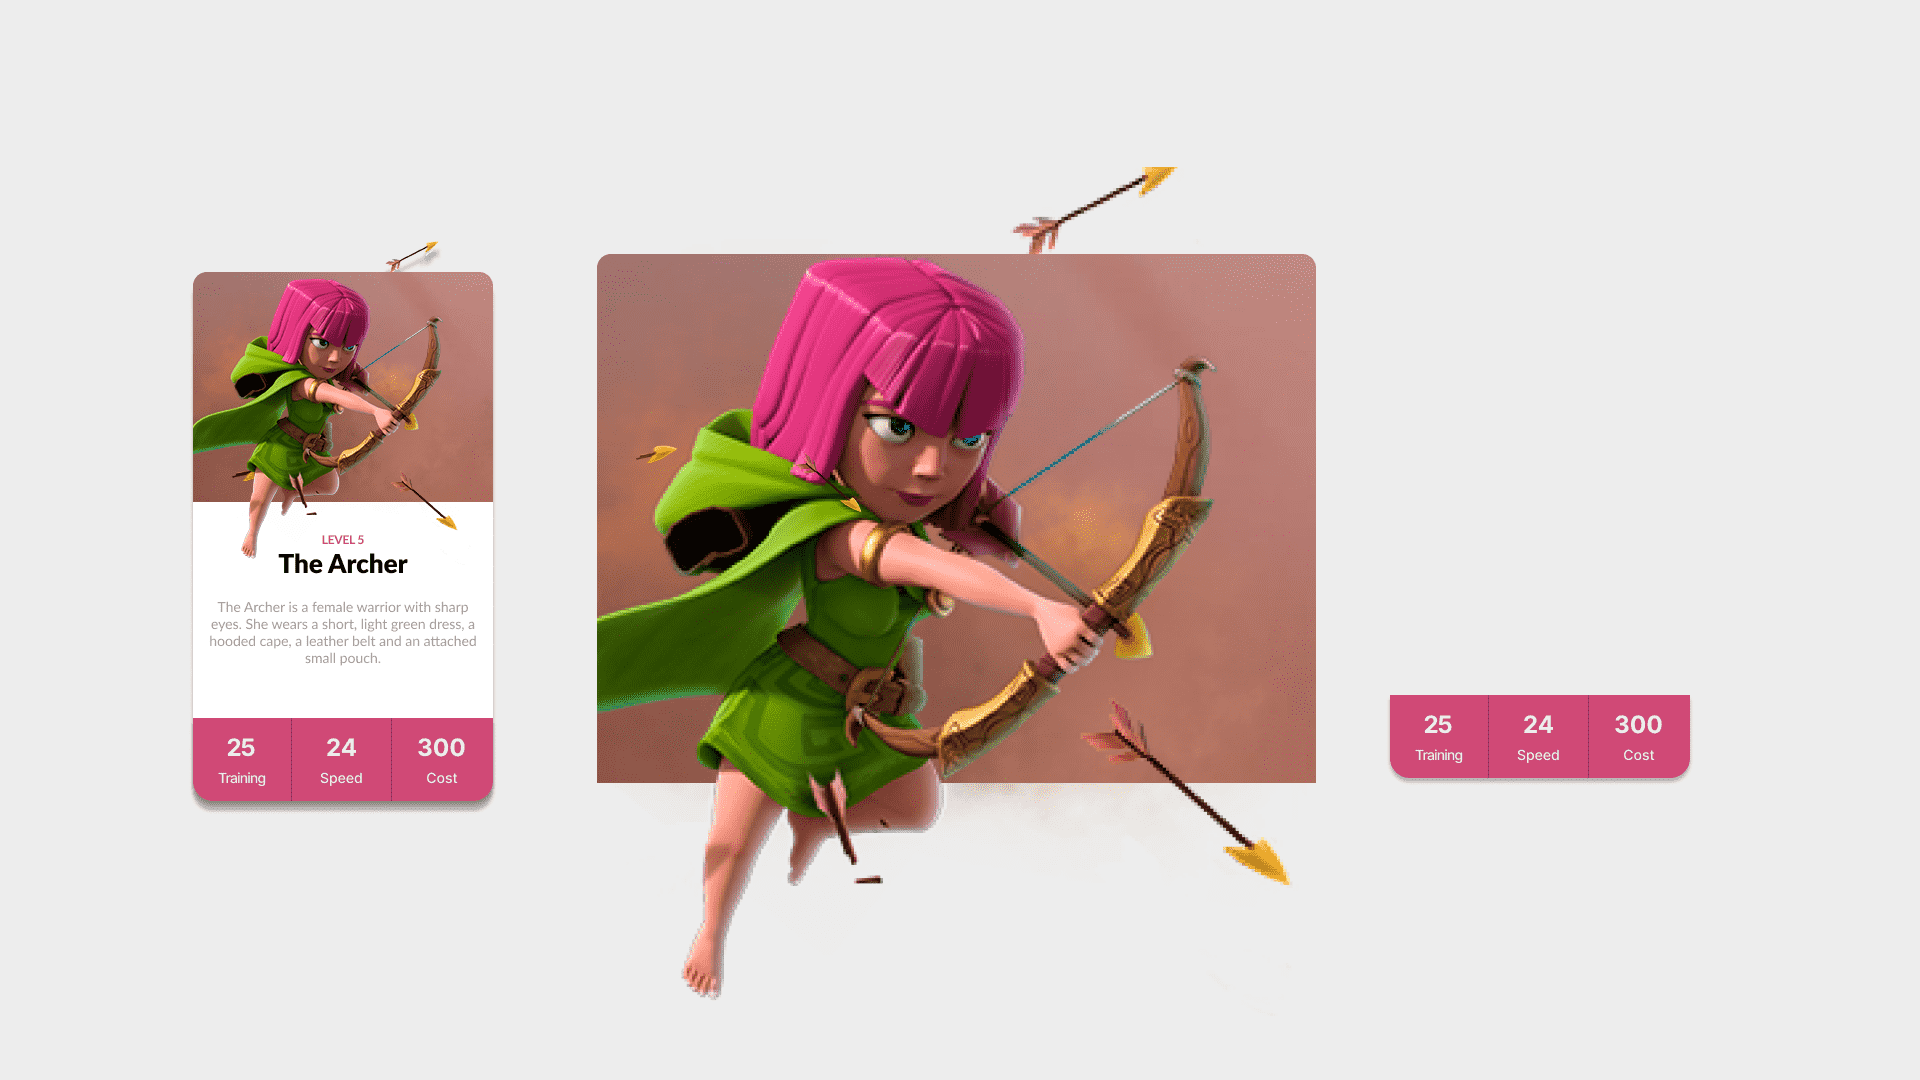 LEVEL 5
The Archer
The Archer is a female warrior with sharp
eyes. She wears a short, light green dress, a
hooded cape, a leather belt and an attached
small pouch.
25 24 300
Training Speed Cost
25 24 300
Training Speed Cost